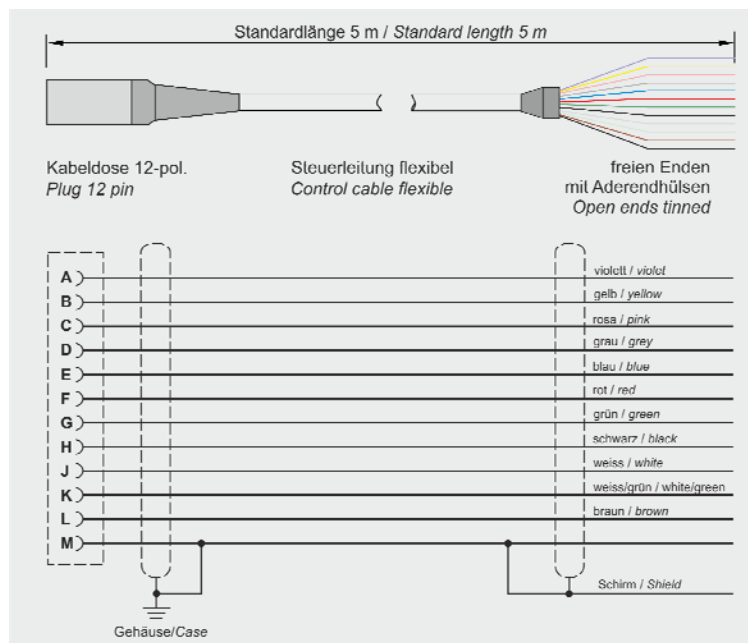 Standardlänge 5 m / Standard length 5 m
Kabeldose 12-pol.
Plug 12 pin
Steuerleitung flexibel
Control cable flexible
freien Enden
mit Aderendhülsen
Open ends tinned
A violett / violet
B gelb / yellow
C rosa / pink
D grau / grey
E blau / blue
F rot / red
G grün / green
H schwarz / black
J weiss / white
K weiss/grün / white/green
L braun / brown
M
Schirm / Shield
Gehäuse/Case